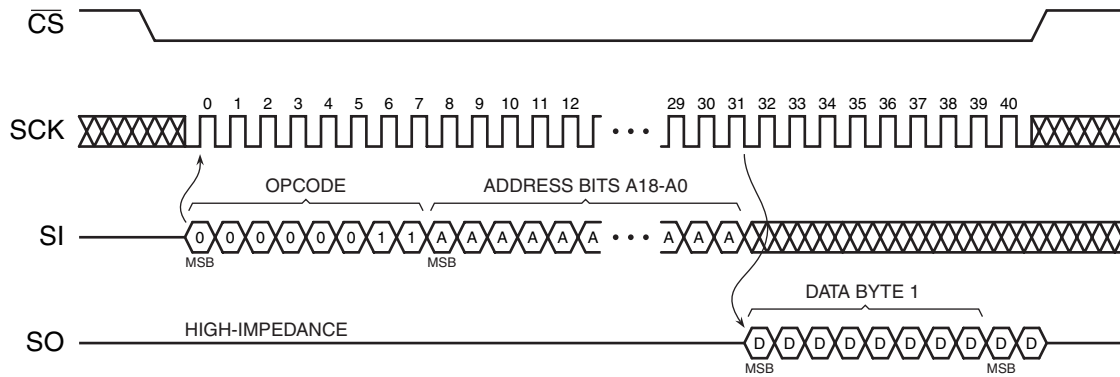 CS
0 1 2 3 4 5 6 7 8 9 10 11 12 29 30 31 32 33 34 35 36 37 38 39 40
SCK
OPCODE ADDRESS BITS A18-A0
SI 0 0 0 0 0 0 1 1 A A A A A A A A A
MSB MSB
DATA BYTE 1
HIGH-IMPEDANCE
SO D D D D D D D D D D
MSB MSB